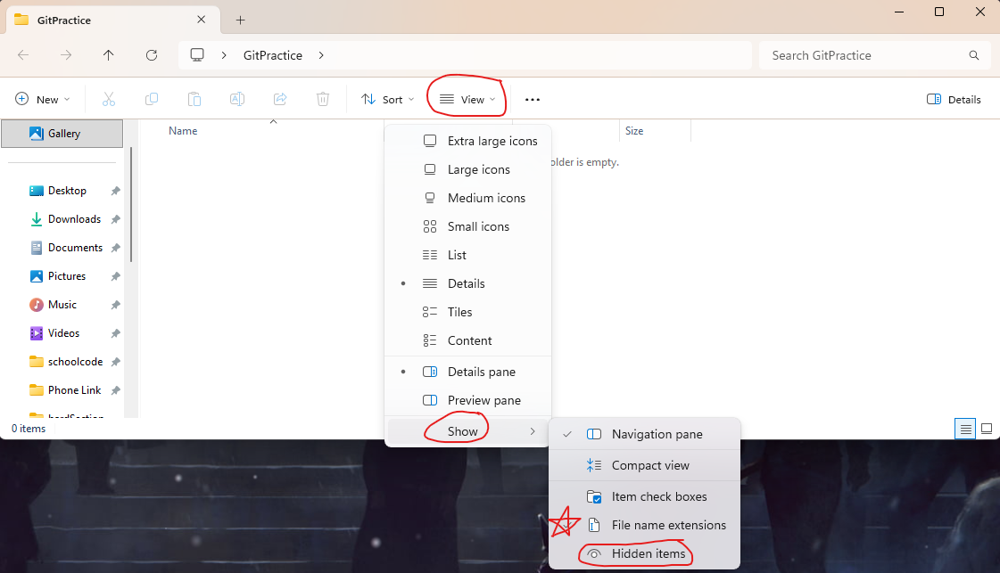 GitPractice
GitPractice
Search GitPractice
New
Sort
View
Details
Gallery
Name
Size
older is empty.
Desktop
Downloads
Documents
Pictures
Music
Videos
schoolcode
Phone Link
0 items
Extra large icons
Large icons
Medium icons
Small icons
List
Details
Tiles
Content
Details pane
Preview pane
Show
Navigation pane
Compact view
Item check boxes
File name extensions
Hidden items